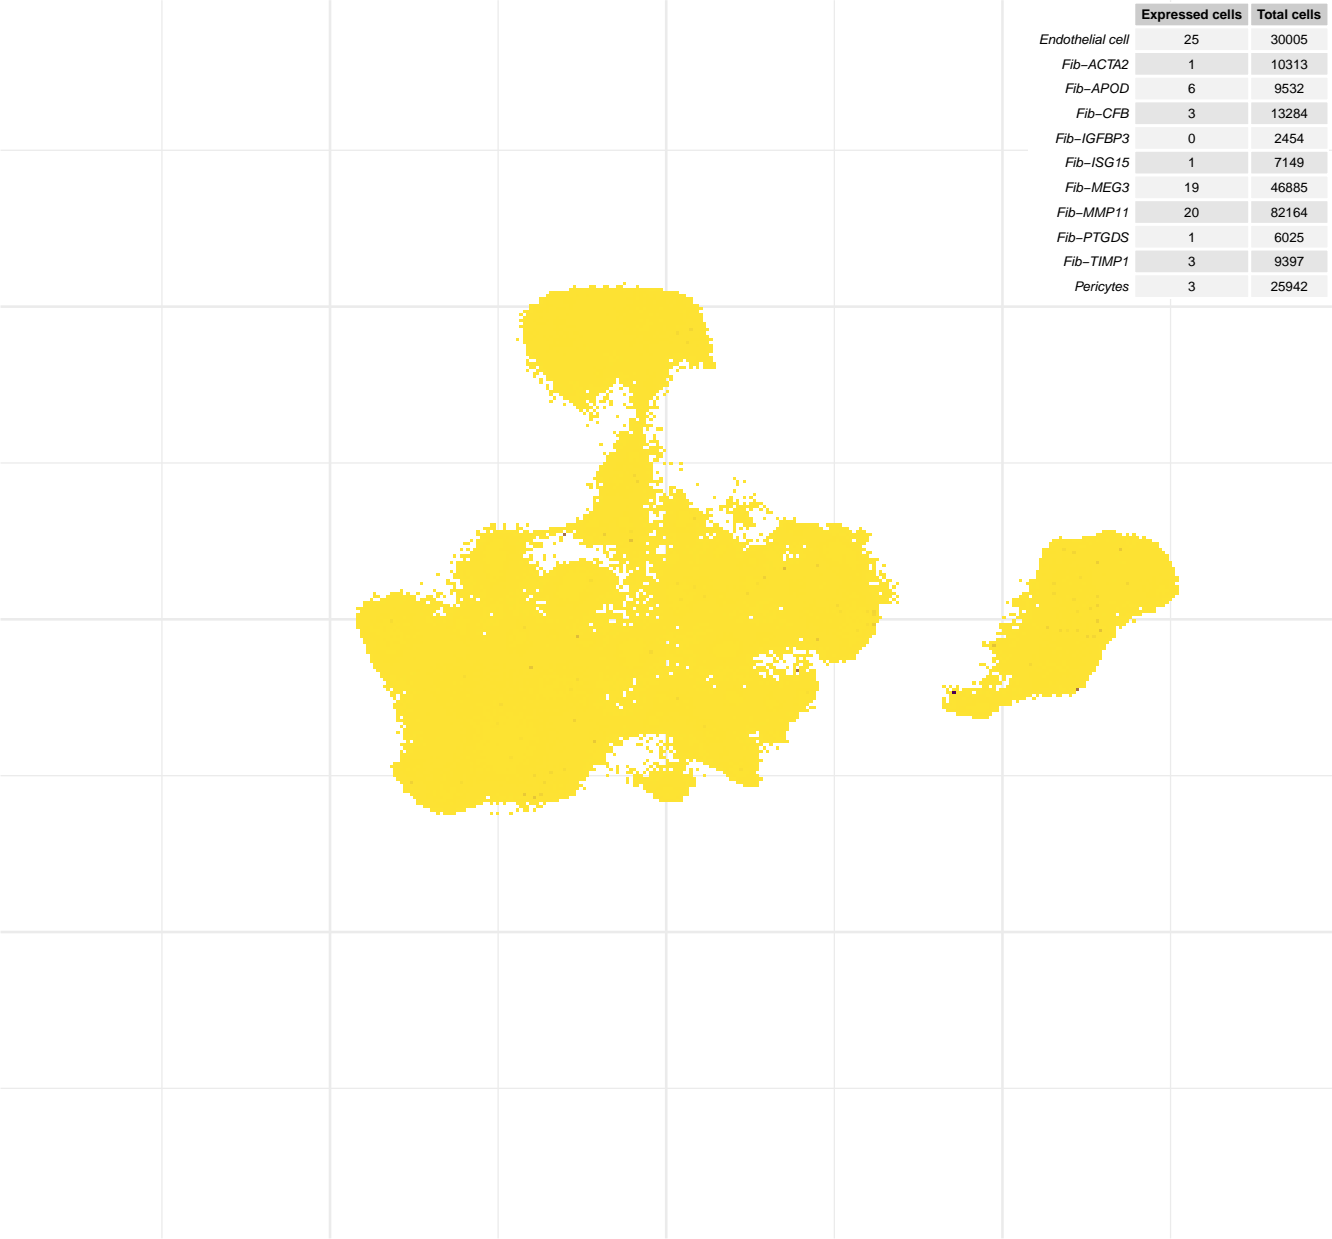 Expressed cells Total cells
Endothelial cell 25 30005
Fib−ACTA2 1 10313
Fib−APOD 6 9532
Fib−CFB 3 13284
Fib−IGFBP3 0 2454
Fib−ISG15 1 7149
Fib−MEG3 19 46885
Fib−MMP11 20 82164
Fib−PTGDS 1 6025
Fib−TIMP1 3 9397
Pericytes 3 25942